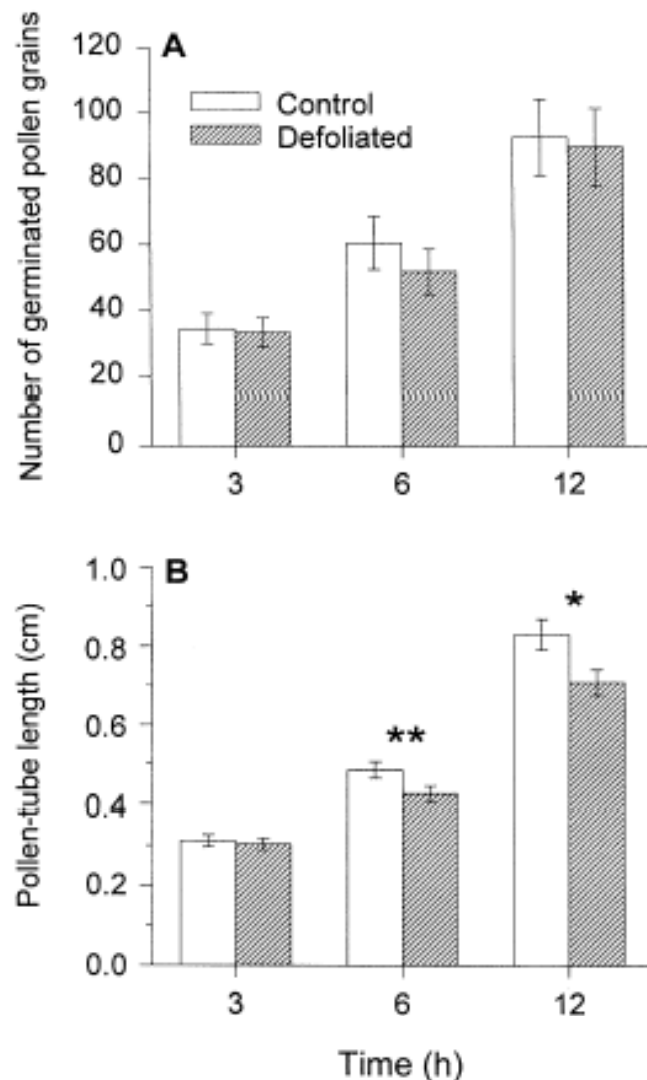 A
Number of germinated pollen grains
120
100
80
60
40
20
0
Control
Defoliated
3 6 12
B
Pollen-tube length (cm)
1.0
0.8
0.6
0.4
0.2
0.0
**
*
3 6 12
Time (h)